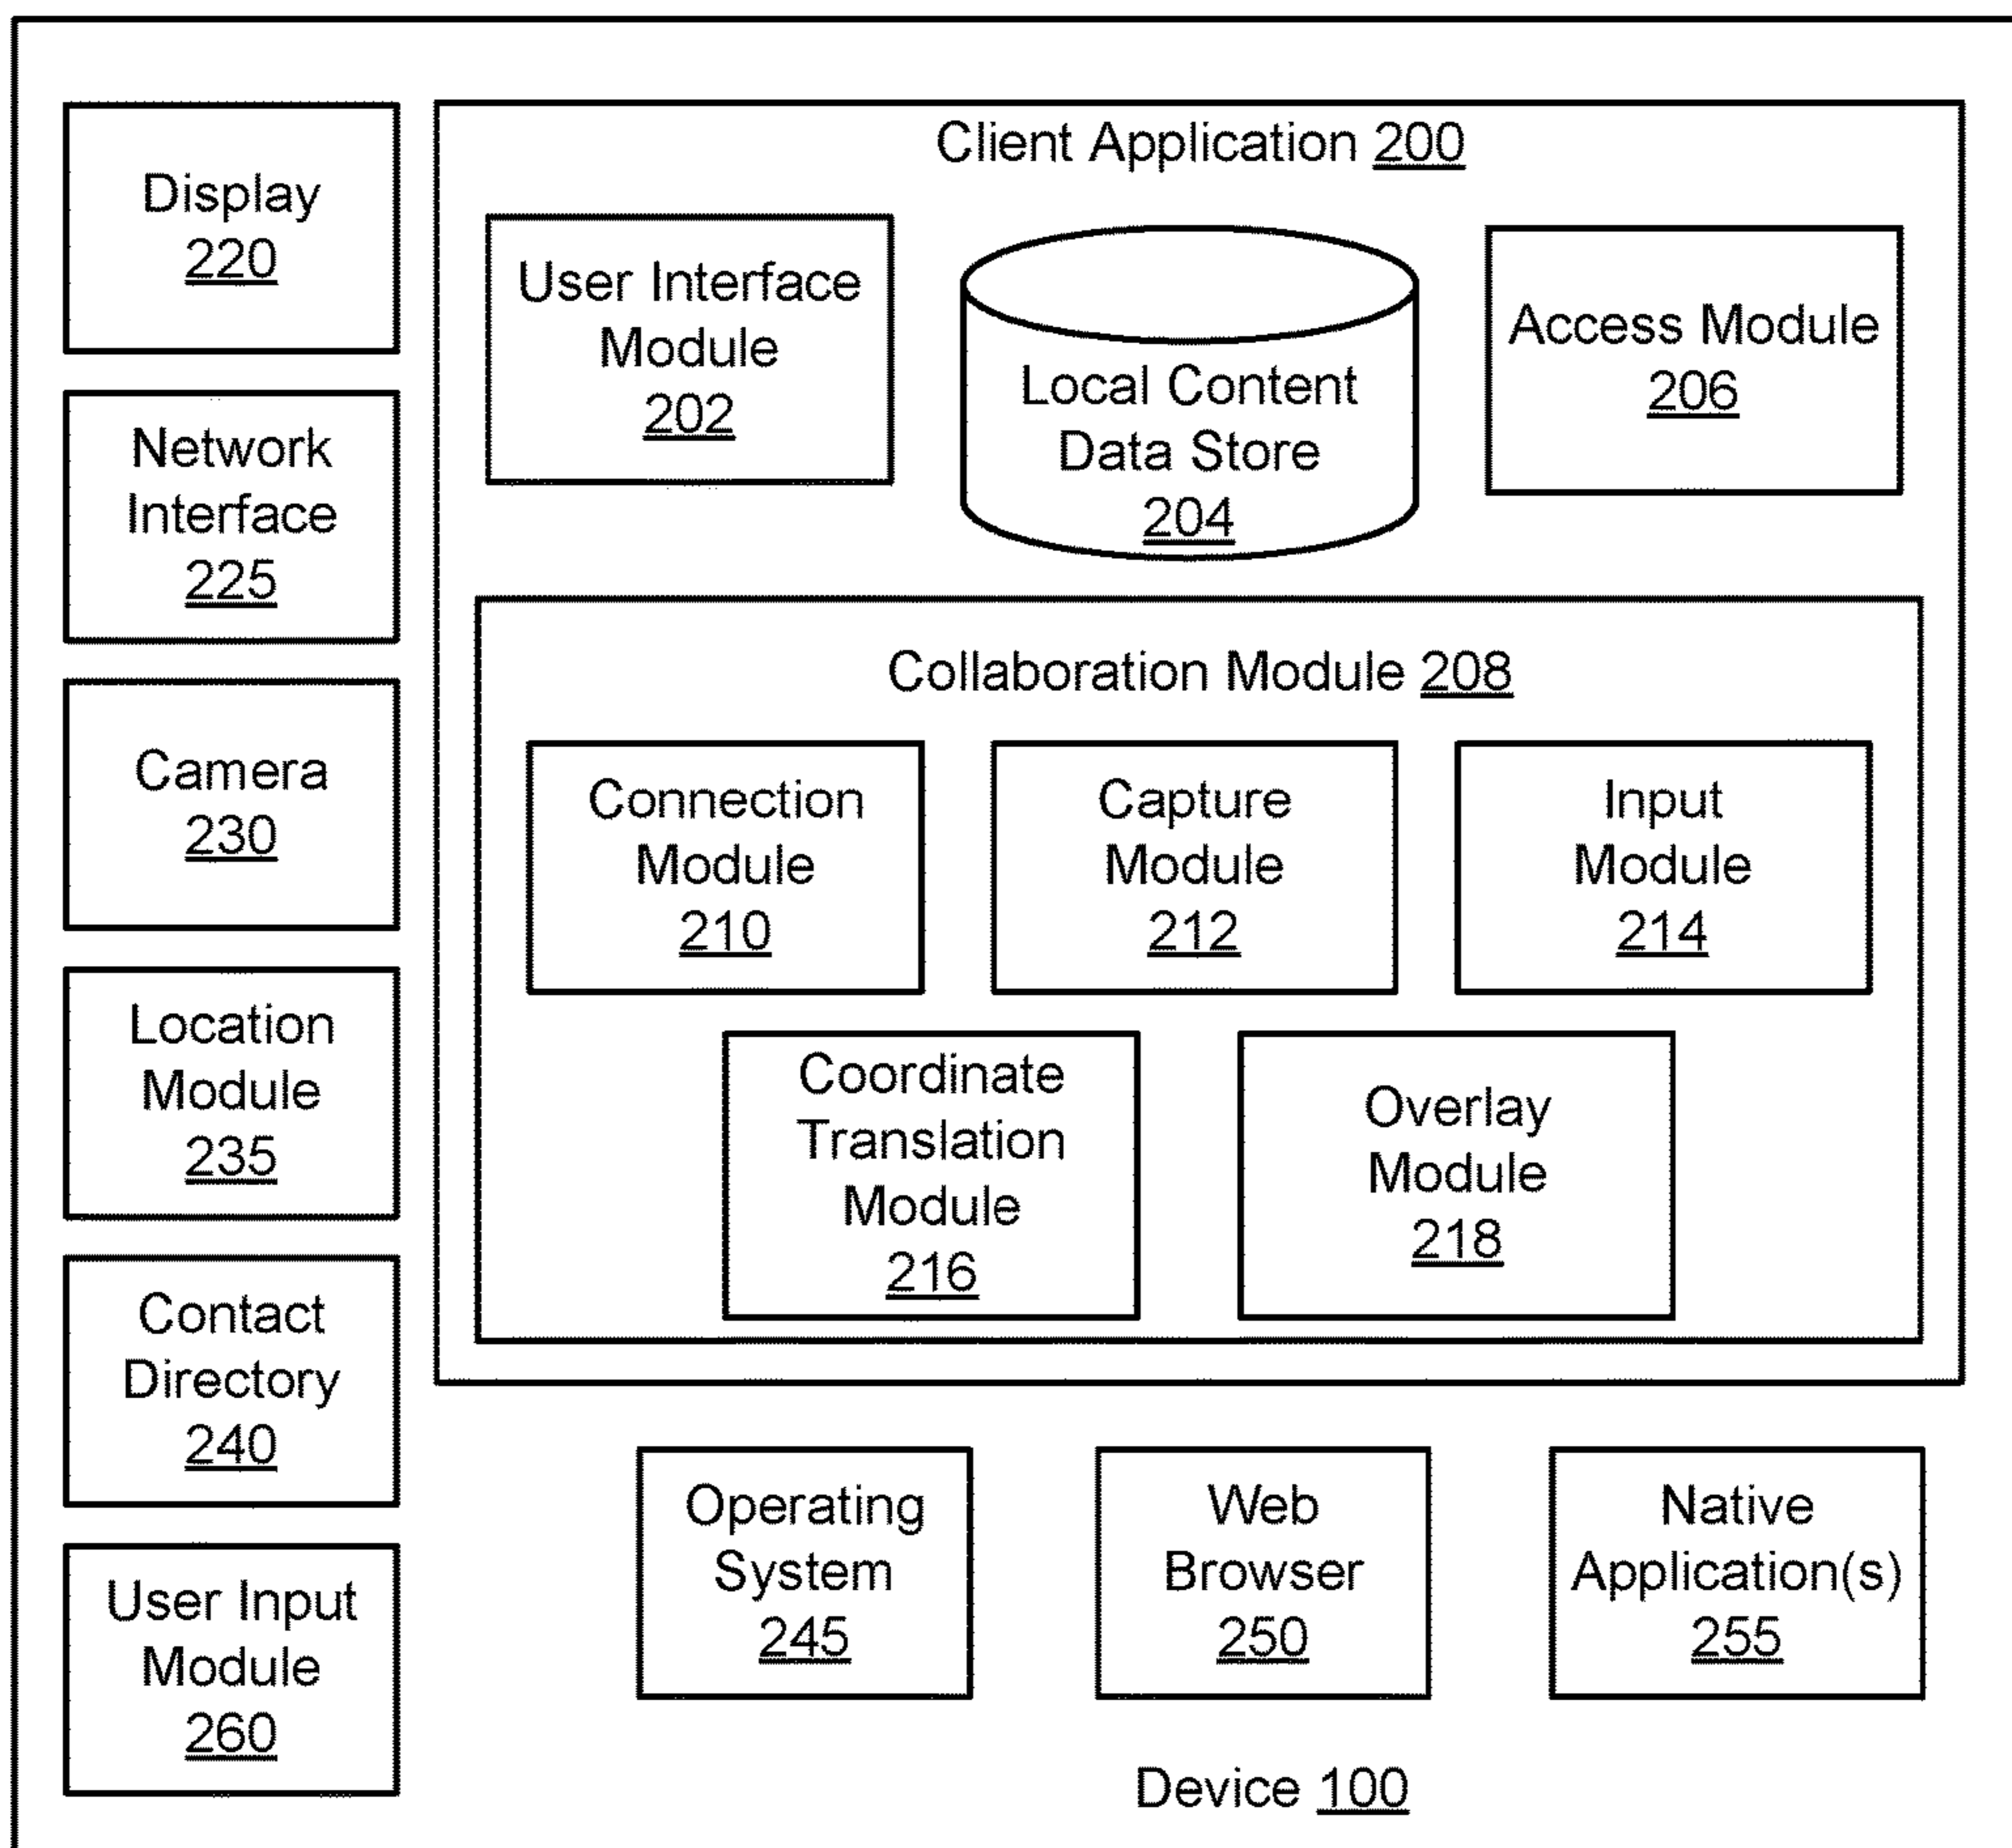 Display
220
Network
Interface
225
Camera
230
Location
Module
235
Contact
Directory
240
User Input
Module
260
Client Application 200
User Interface
Module
202
Local Content
Data Store
204
Access Module
206
Collaboration Module 208
Connection
Module
210
Capture
Module
212
Input
Module
214
Coordinate
Translation
Module
216
Overlay
Module
218
Operating
System
245
Web
Browser
250
Native
Application(s)
255
Device 100